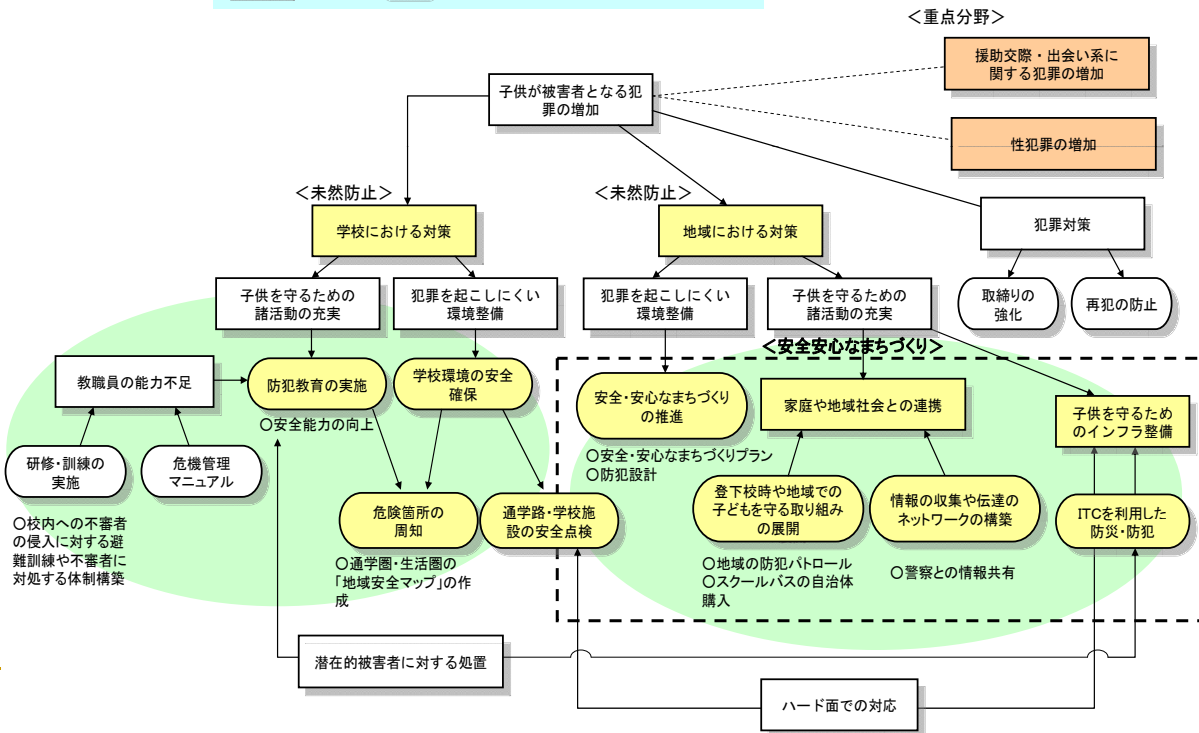 ＜重点分野＞
援助交際・出会い系に
関する犯罪の増加
子供が被害者となる犯
罪の増加
性犯罪の増加
＜未然防止＞
＜未然防止＞
学校における対策
地域における対策
犯罪対策
子供を守るための
諸活動の充実
犯罪を起こしにくい
環境整備
犯罪を起こしにくい
環境整備
子供を守るための
諸活動の充実
取締りの
強化
再犯の防止
＜安全安心なまちづくり＞
教職員の能力不足
防犯教育の実施
学校環境の安全
確保
安全・安心なまちづくり
の推進
家庭や地域社会との連携
子供を守るため
のインフラ整備
○安全能力の向上
研修・訓練の
実施
危機管理
マニュアル
○安全・安心なまちづくりプラン
○防犯設計
危険箇所の
周知
通学路・学校施
設の安全点検
登下校時や地域での
子どもを守る取り組み
の展開
情報の収集や伝達の
ネットワークの構築
ITCを利用した
防災・防犯
○校内への不審者
の侵入に対する避
難訓練や不審者に
対処する体制構築
○通学圏・生活圏の
「地域安全マップ」の作
成
○地域の防犯パトロール
○スクールバスの自治体
購入
○警察との情報共有
潜在的被害者に対する処置
ハード面での対応